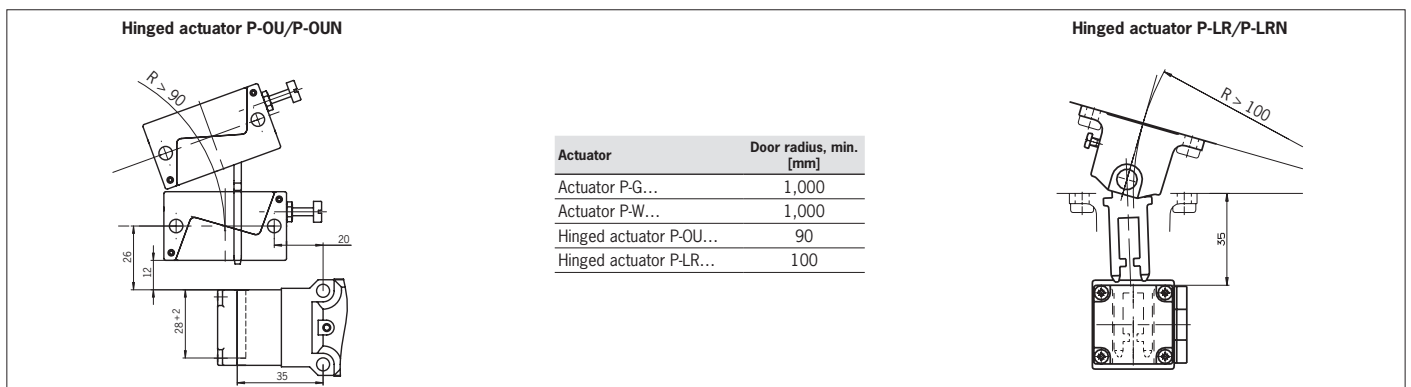 Hinged actuator P-OU/P-OUN
R > 90
20
26
12
28+2
35
Actuator
Door radius, min.
[mm]
Actuator P-G… 1,000
Actuator P-W… 1,000
Hinged actuator P-OU… 90
Hinged actuator P-LR… 100
Hinged actuator P-LR/P-LRN
R > 100
35